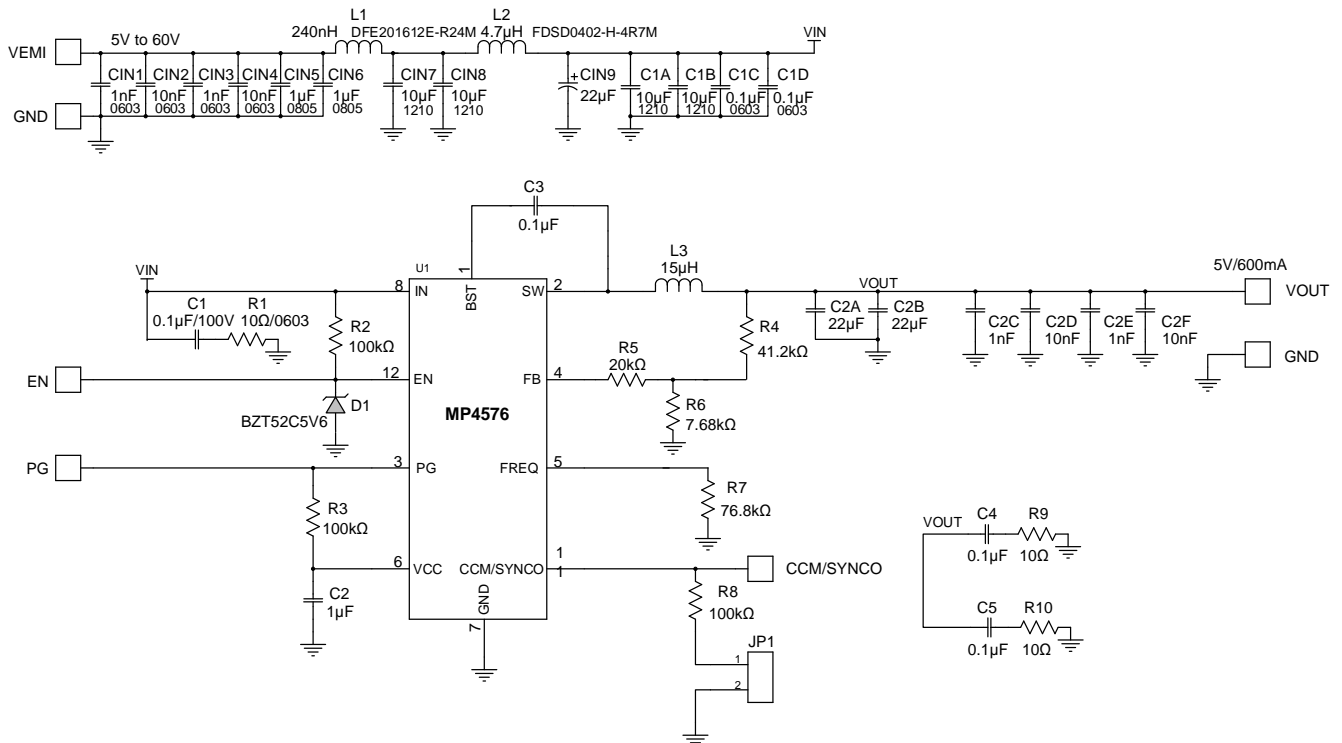 L1 L2
VEMI 5V to 60V 240nH DFE201612E-R24M 4.7µH FDSD0402-H-4R7M VIN
CIN1 CIN2 CIN3 CIN4 CIN5 CIN6 CIN7 CIN8 CIN9 C1A C1B C1C C1D
1nF 10nF 1nF 10nF 1µF 1µF 10µF 10µF 22µF 10µF 10µF 0.1µF 0.1µF
0603 0603 0603 0603 0805 0805 1210 1210 1210 1210 0603 0603
GND
C3
0.1µF
L3
15µH
VIN
U1
1
BST
8 IN
SW 2
VOUT
5V/600mA
VOUT
C1
0.1µF/100V
R1
10Ω/0603
R2
100kΩ
C2A
22µF
C2B
22µF
C2C
1nF
C2D
10nF
C2E
1nF
C2F
10nF
GND
R4
41.2kΩ
EN
12 EN
FB 4
R5
20kΩ
D1
BZT52C5V6
MP4576
R6
7.68kΩ
PG
3 PG
FREQ 5
R7
76.8kΩ
R3
100kΩ
VOUT
C4
0.1µF
R9
10Ω
6 VCC
CCM/SYNCO
1
1
CCM/SYNCO
C2
1µF
GND
7
R8
100kΩ
C5
0.1µF
R10
10Ω
JP1
1
2